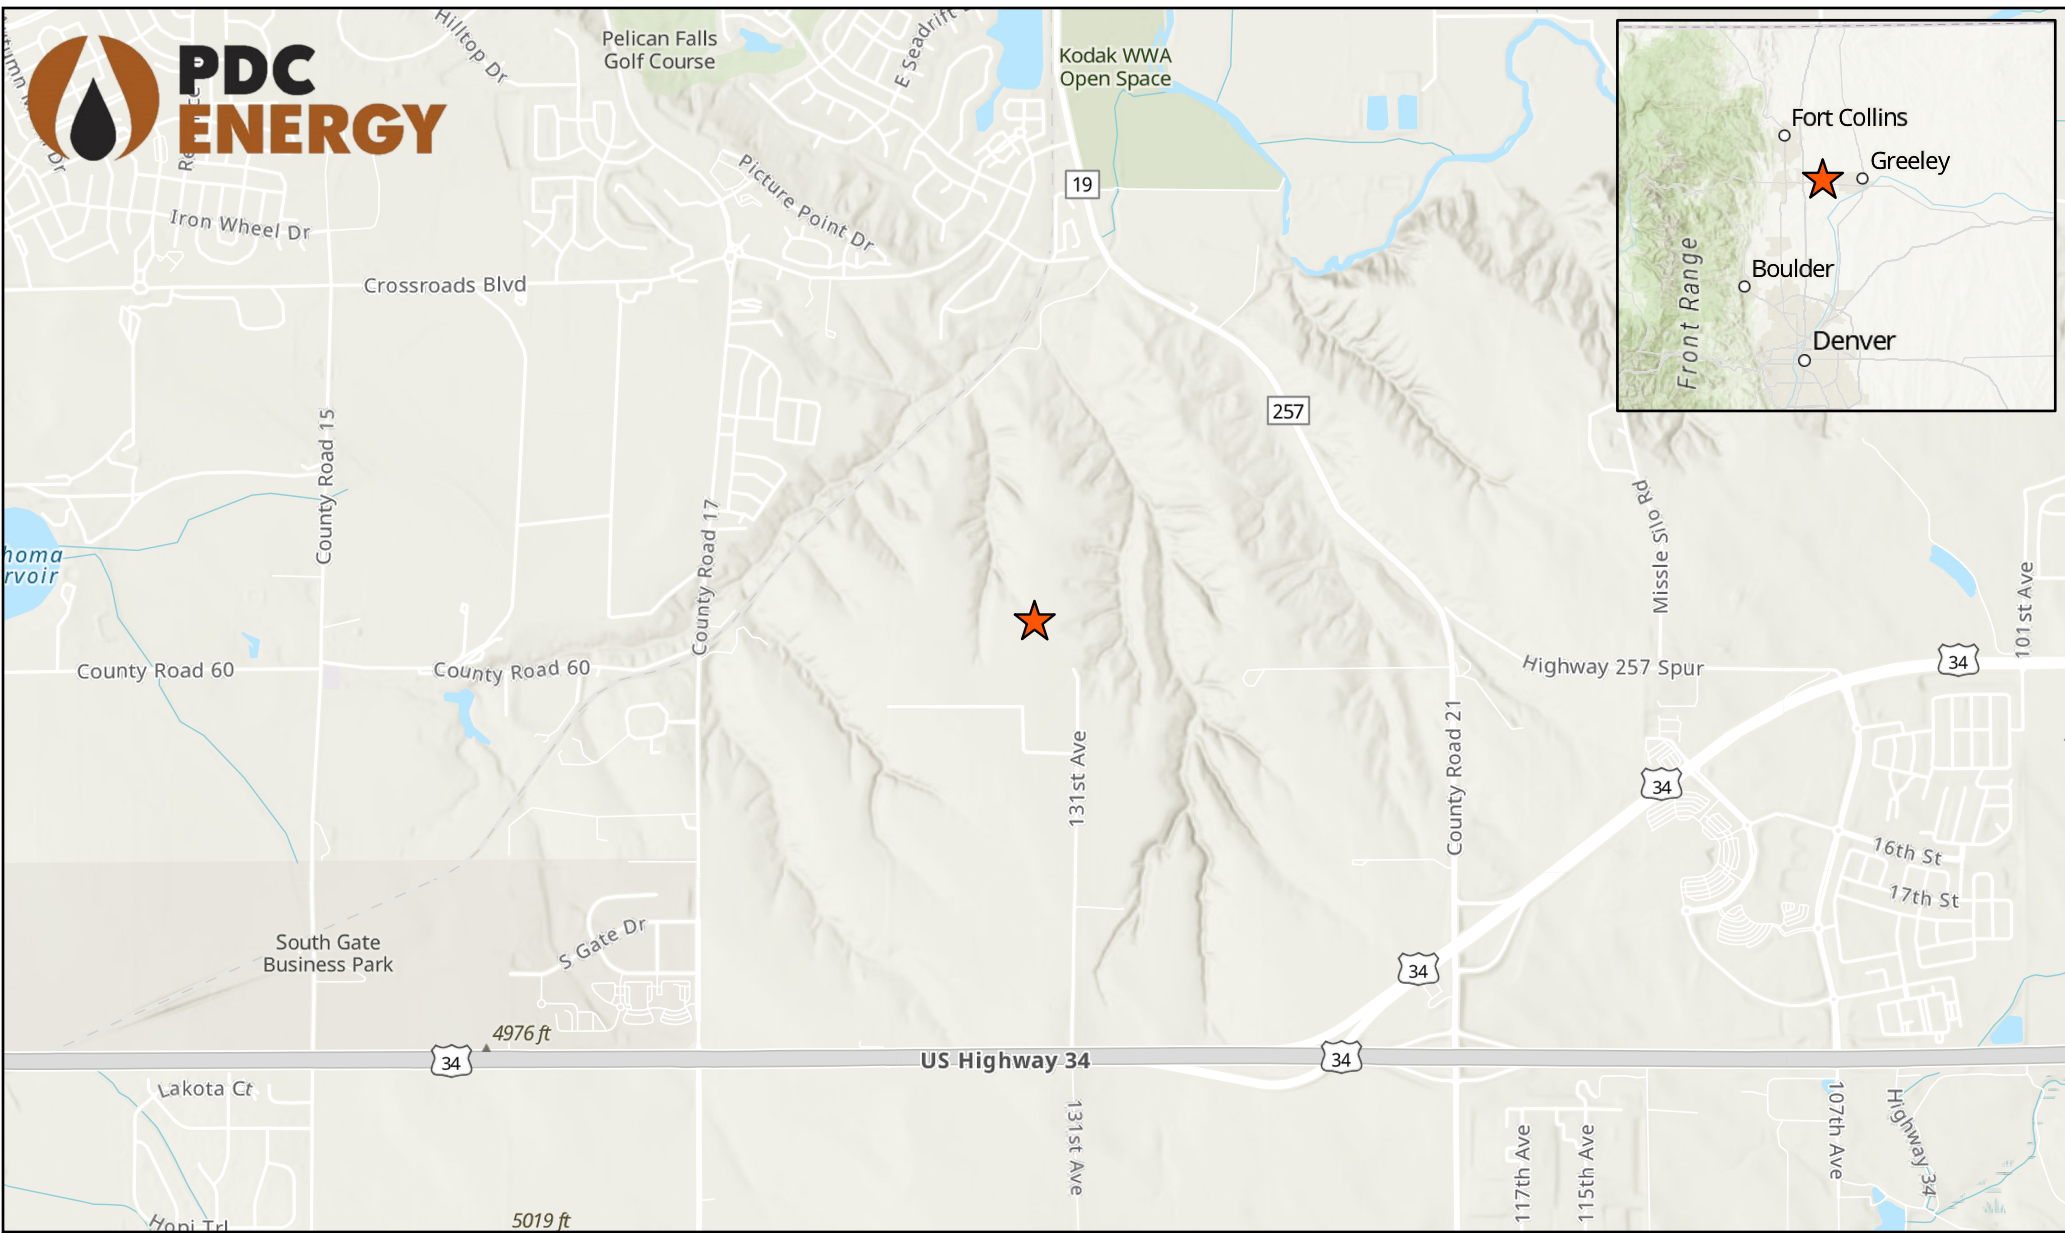 PDC
ENERGY
Hilltop Dr
Pelican Falls
Golf Course
E Seadrift
Kodak WWA
Open Space
19
Picture Point Dr
Iron Wheel Dr
Crossroads Blvd
Fort Collins
Greeley
Boulder
Front Range
Denver
257
County Road 15
County Road 17
Missle Silo Rd
101st Ave
homa
rvoir
County Road 60
County Road 60
Highway 257 Spur
34
County Road 21
131st Ave
34
16th St
17th St
South Gate
Business Park
S Gate Dr
34
4976 ft
34
US Highway 34
34
Lakota Ct
131st Ave
117th Ave
115th Ave
107th Ave
Highway 34
Hopi Trl
5019 ft